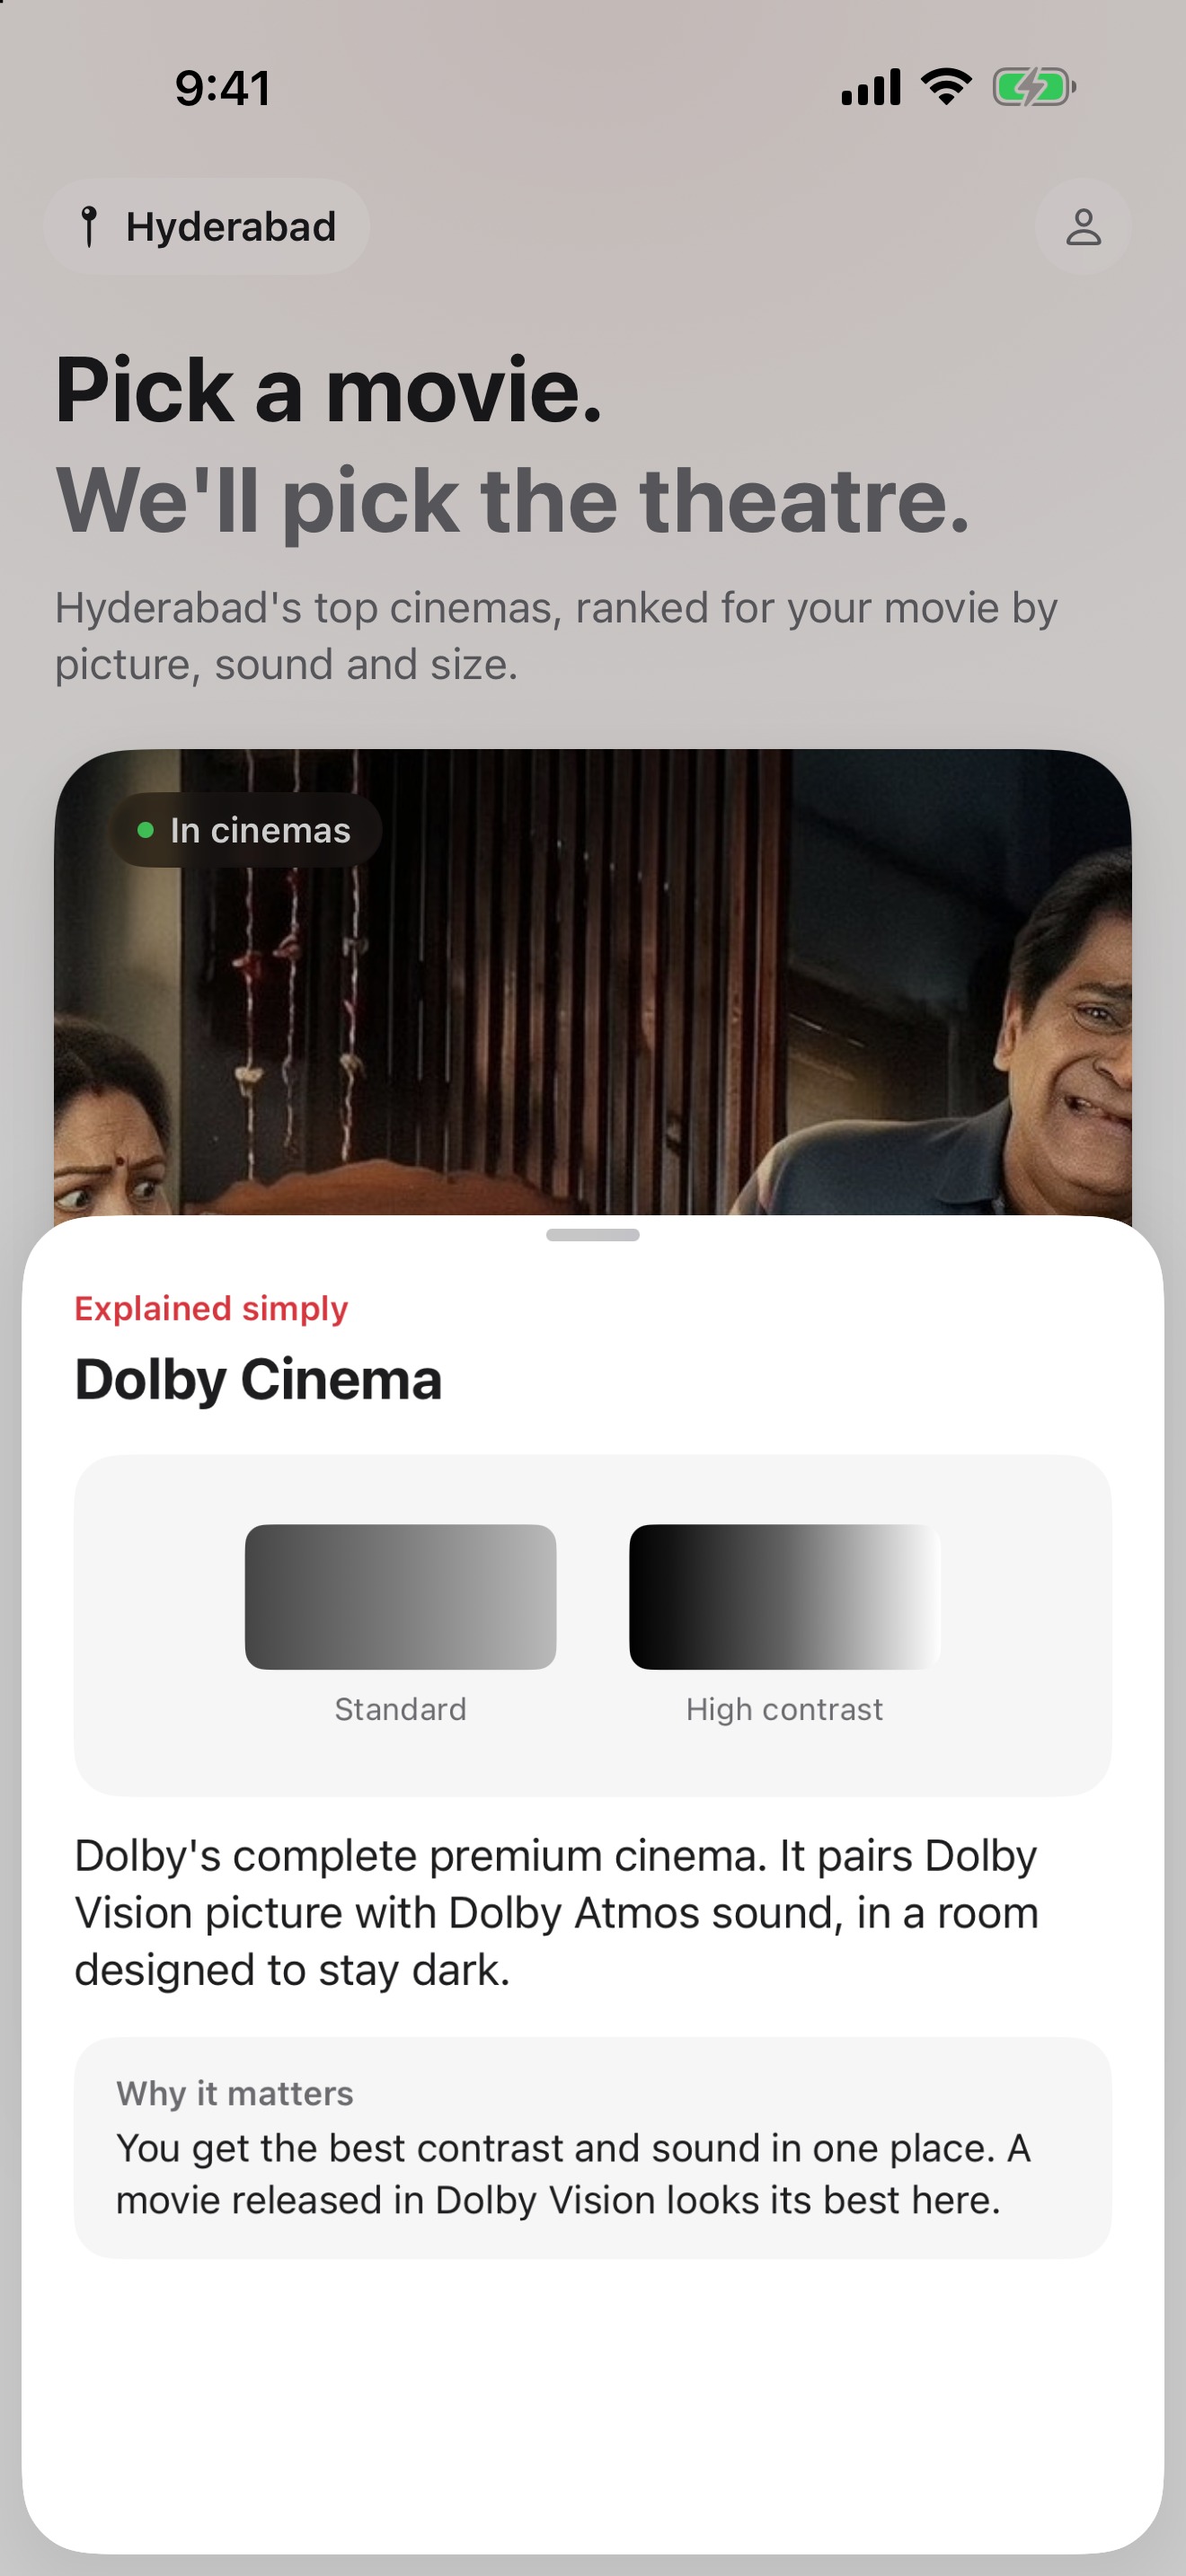 9:41
Hyderabad
Pick a movie.
We'll pick the theatre.
Hyderabad's top cinemas, ranked for your movie by
picture, sound and size.
In cinemas
Explained simply
Dolby Cinema
Standard
High contrast
Dolby's complete premium cinema. It pairs Dolby
Vision picture with Dolby Atmos sound, in a room
designed to stay dark.
Why it matters
You get the best contrast and sound in one place. A
movie released in Dolby Vision looks its best here.